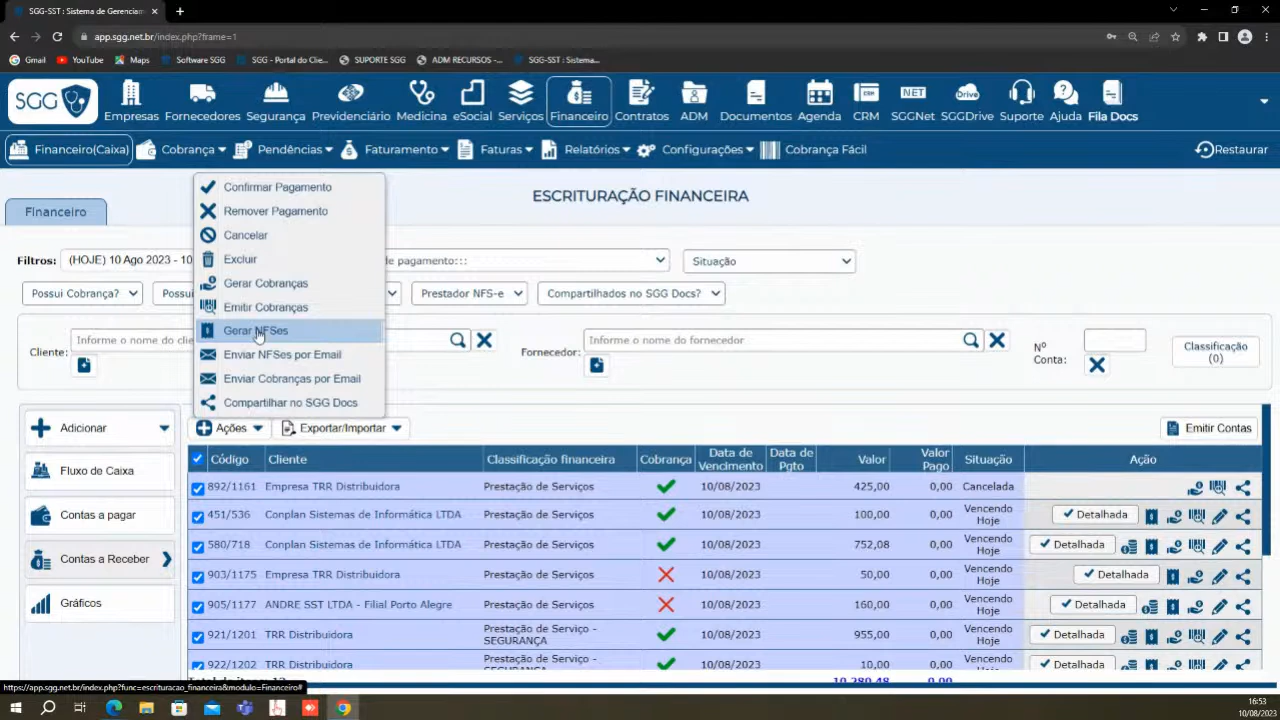 SGG-SST : Sistema de Gerenciam
app.sgg.net.br/index.php?frame=1
Gmail YouTube Maps Software SGG SGG - Portal do Clie... SUPORTE SGG ADM RECURSOS -... SGG-SST : Sistema...
SGG
Empresas Fornecedores Segurança Previdenciário Medicina eSocial Serviços Financeiro Contratos ADM Documentos Agenda CRM SGGNet SGGDrive Suporte Ajuda Fila Docs
NET
Drive
Financeiro(Caixa) Cobrança Pendências Faturamento Faturas Relatórios Configurações Cobrança Fácil Restaurar
ESCRITURAÇÃO FINANCEIRA
Financeiro
Confirmar Pagamento
Remover Pagamento
Cancelar
Excluir
Gerar Cobranças
Emitir Cobranças
Gerar NFSes
Enviar NFSes por Email
Enviar Cobranças por Email
Compartilhar no SGG Docs
Filtros: (HOJE) 10 Ago 2023 - 10 de pagamento::: Situação
Possui Cobrança? Possui Prestador NFS-e Compartilhados no SGG Docs?
Cliente: Informe o nome do clie Fornecedor: Informe o nome do fornecedor Nº Conta: Classificação (0)
Adicionar
Fluxo de Caixa
Contas a pagar
Contas a Receber
Gráficos
Ações Exportar/Importar Emitir Contas
Código Cliente Classificação financeira Cobrança Data de Vencimento Data de Pgto Valor Valor Pago Situação Ação
892/1161 Empresa TRR Distribuidora Prestação de Serviços 10/08/2023 425,00 0,00 Cancelada
451/536 Conplan Sistemas de Informática LTDA Prestação de Serviços 10/08/2023 100,00 0,00 Vencendo Hoje Detalhada
580/718 Conplan Sistemas de Informática LTDA Prestação de Serviços 10/08/2023 752,08 0,00 Vencendo Hoje Detalhada
903/1175 Empresa TRR Distribuidora Prestação de Serviços 10/08/2023 50,00 0,00 Vencendo Hoje Detalhada
905/1177 ANDRE SST LTDA - Filial Porto Alegre Prestação de Serviços 10/08/2023 160,00 0,00 Vencendo Hoje Detalhada
921/1201 TRR Distribuidora Prestação de Serviço - SEGURANÇA 10/08/2023 955,00 0,00 Vencendo Hoje Detalhada
922/1202 TRR Distribuidora Prestação de Serviço - SEGURANÇA 10/08/2023 10,00 0,00 Vencendo Hoje Detalhada
10.280,48 0,00
https://app.sgg.net.br/index.php?func=escrituracao_financeira&modulo=Financeiro#
16:53
10/08/2023